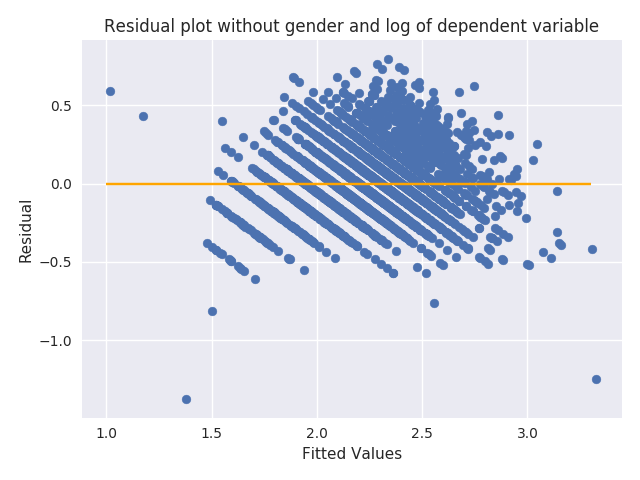 Residual plot without gender and log of dependent variable
Residual
0.5
0.0
−0.5
−1.0
1.0 1.5 2.0 2.5 3.0
Fitted Values